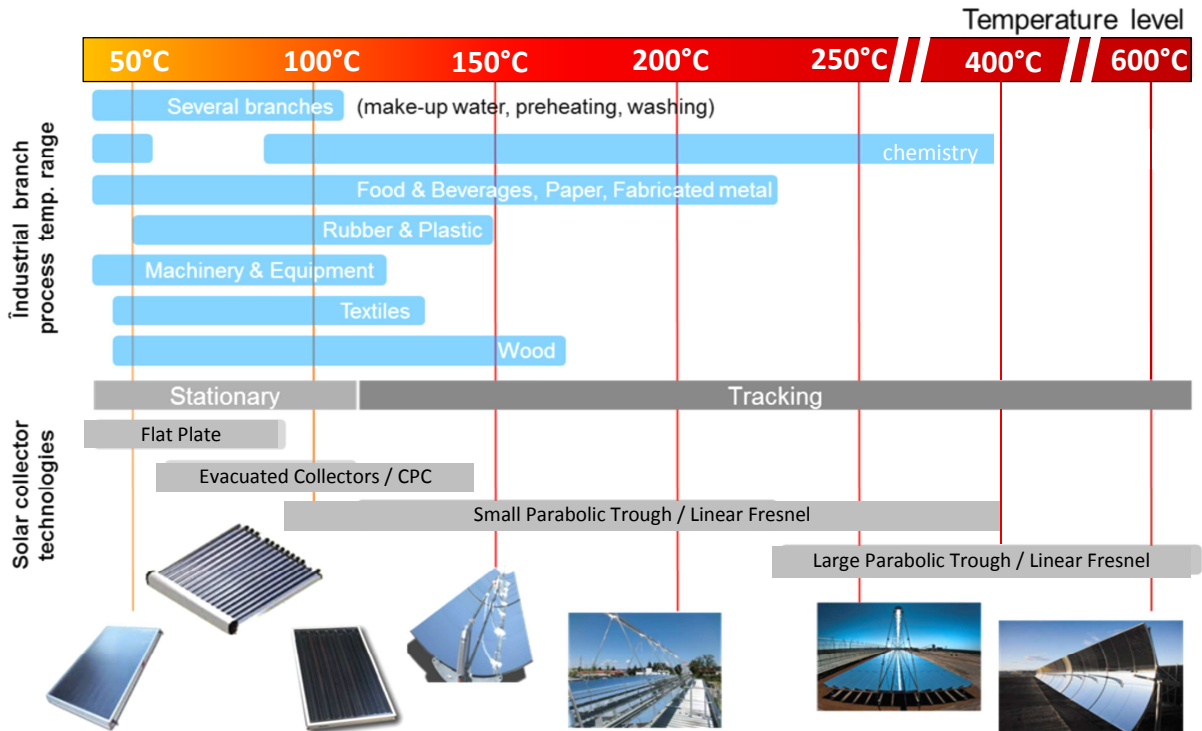 Temperature level
50°C 100°C 150°C 200°C 250°C 400°C 600°C
Îndustrial branch
process temp. range
Several branches (make-up water, preheating, washing)
chemistry
Food & Beverages, Paper, Fabricated metal
Rubber & Plastic
Machinery & Equipment
Textiles
Wood
Stationary Tracking
Solar collector
technologies
Flat Plate
Evacuated Collectors / CPC
Small Parabolic Trough / Linear Fresnel
Large Parabolic Trough / Linear Fresnel